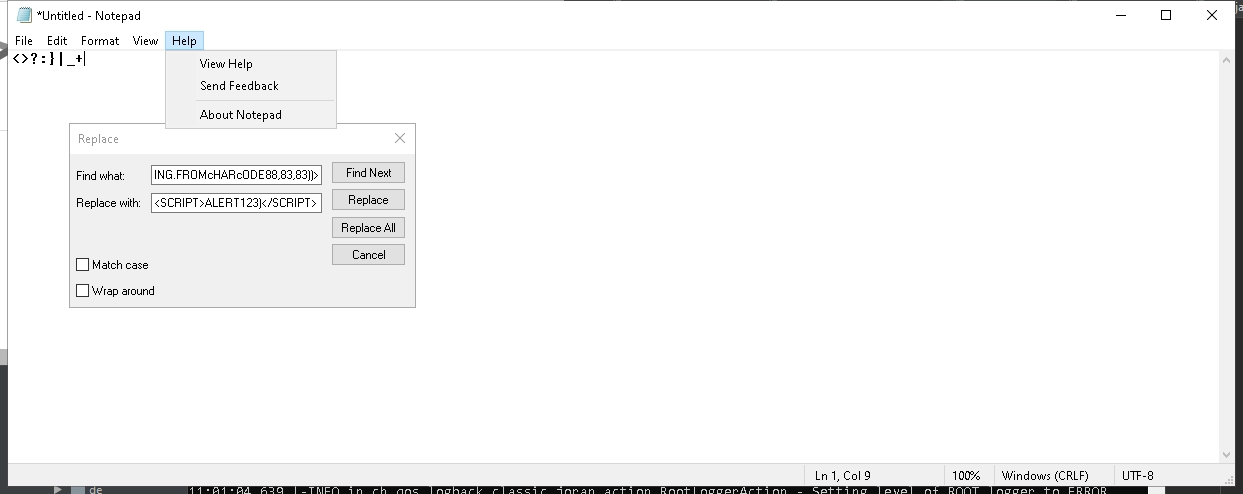 *Untitled - Notepad
File Edit Format View Help
<>?:}|_+
View Help
Send Feedback
About Notepad
Replace
Find what: ING.FROMcHARcODE88,83,83))> Find Next
Replace with: <SCRIPT>ALERT123)</SCRIPT> Replace
Replace All
Cancel
Match case
Wrap around
Ln 1, Col 9 100% Windows (CRLF) UTF-8
de 11:01:04,639 |-INFO in ch.qos.logback.classic.joran.action.RootLoggerAction - Setting level of ROOT logger to ERROR